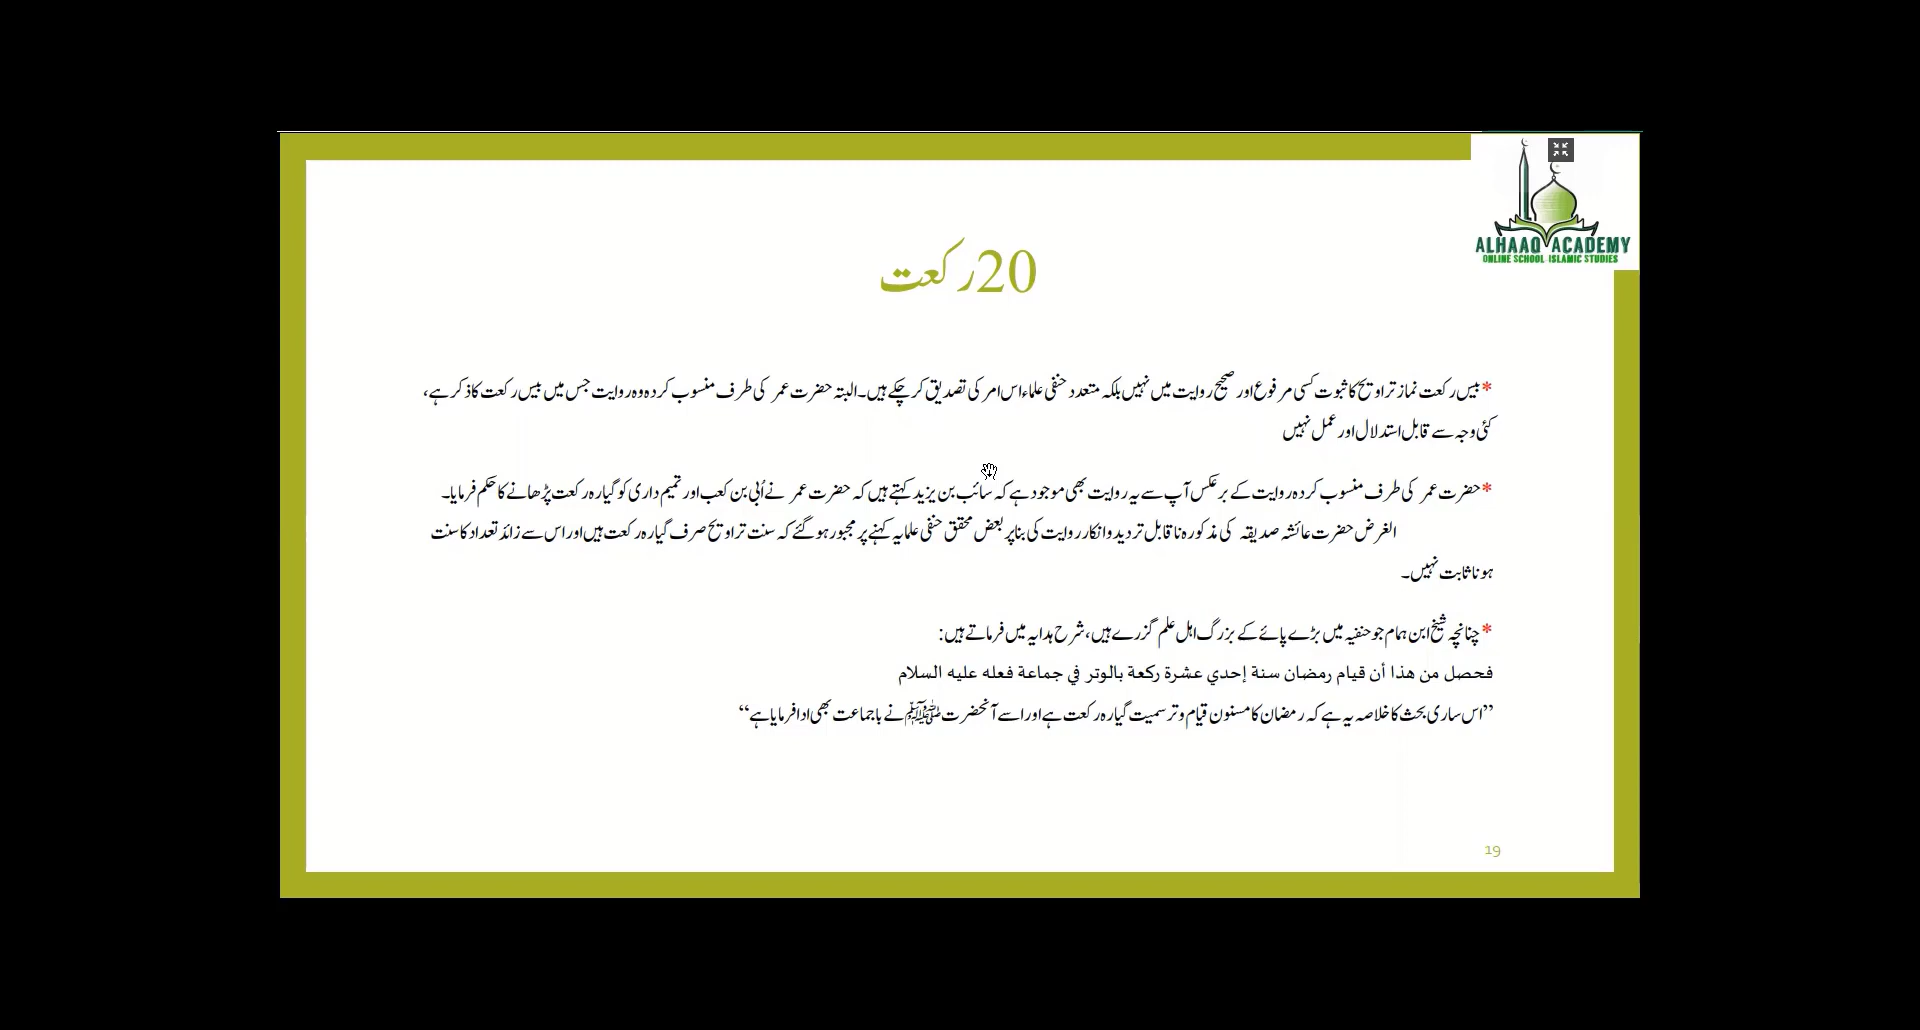 ALHAAQ ACADEMY
ONLINE SCHOOL ISLAMIC STUDIES
20رکعت
*بیس رکعت نماز تراویح کا ثبوت کسی مرفوع اور صحیح روایت میں نہیں بلکہ متعدد حنفی علماء اس امر کی تصدیق کر چکے ہیں۔ البتہ حضرت عمر کی طرف منسوب کردہ وہ روایت جس میں بیس رکعت کا ذکر ہے،
کئی وجہ سے قابل استدلال اور عمل نہیں
*حضرت عمر کی طرف منسوب کردہ روایت کے برعکس آپ سے یہ روایت بھی موجود ہے کہ سائب بن یزید کہتے ہیں کہ حضرت عمر نے اُبی بن کعب اور تمیم داری کو گیارہ رکعت پڑھانے کا حکم فرمایا۔
الغرض حضرت عائشہ صدیقہ کی مذکورہ ناقابل تردید و انکار روایت کی بنا پر بعض محقق حنفی علما یہ کہنے پر مجبور ہو گئے کہ سنت تراویح صرف گیارہ رکعت ہیں اور اس سے زائد تعداد کا سنت
ہونا ثابت نہیں۔
*چنانچہ شیخ ابن ہمام جو حنفیہ میں بڑے پائے کے بزرگ اہل علم گزرے ہیں، شرح ہدایہ میں فرماتے ہیں:
فحصل من هذا أن قيام رمضان سنة إحدي عشرة ركعة بالوتر في جماعة فعله عليه السلام
”اس ساری بحث کا خلاصہ یہ ہے کہ رمضان کا مسنون قیام وتر سمیت گیارہ رکعت ہے اور اسے آنحضرت ﷺ نے باجماعت بھی ادا فرمایا ہے“
19